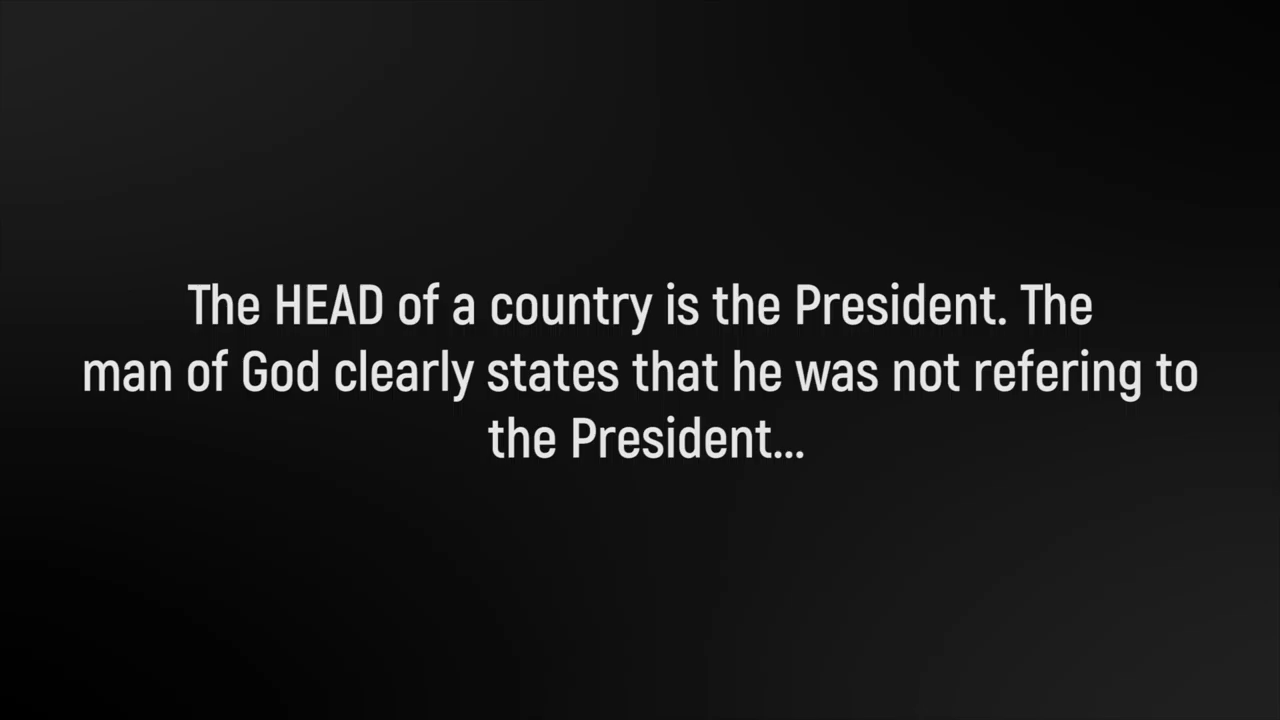 The HEAD of a country is the President. The
man of God clearly states that he was not refering to
the President...